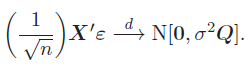 (1/√n) X′ε →ᵈ N[0, σ²Q].